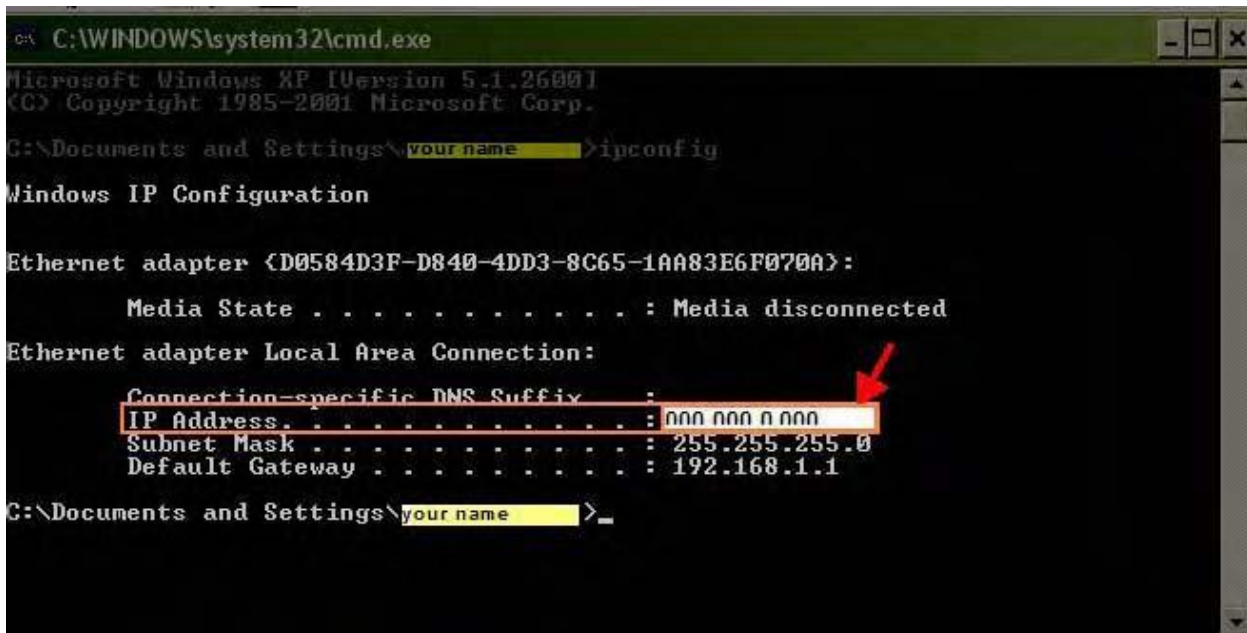 C:\WINDOWS\system32\cmd.exe
Microsoft Windows XP [Version 5.1.2600]
(C) Copyright 1985-2001 Microsoft Corp.
C:\Documents and Settings\your name>ipconfig
Windows IP Configuration
Ethernet adapter {D0584D3F-D840-4DD3-8C65-1AA83E6F070A}:
Media State . . . . . . . . . . . : Media disconnected
Ethernet adapter Local Area Connection:
Connection-specific DNS Suffix . :
IP Address. . . . . . . . . . . . : 000 000 0 000
Subnet Mask . . . . . . . . . . . : 255.255.255.0
Default Gateway . . . . . . . . . : 192.168.1.1
C:\Documents and Settings\your name>_